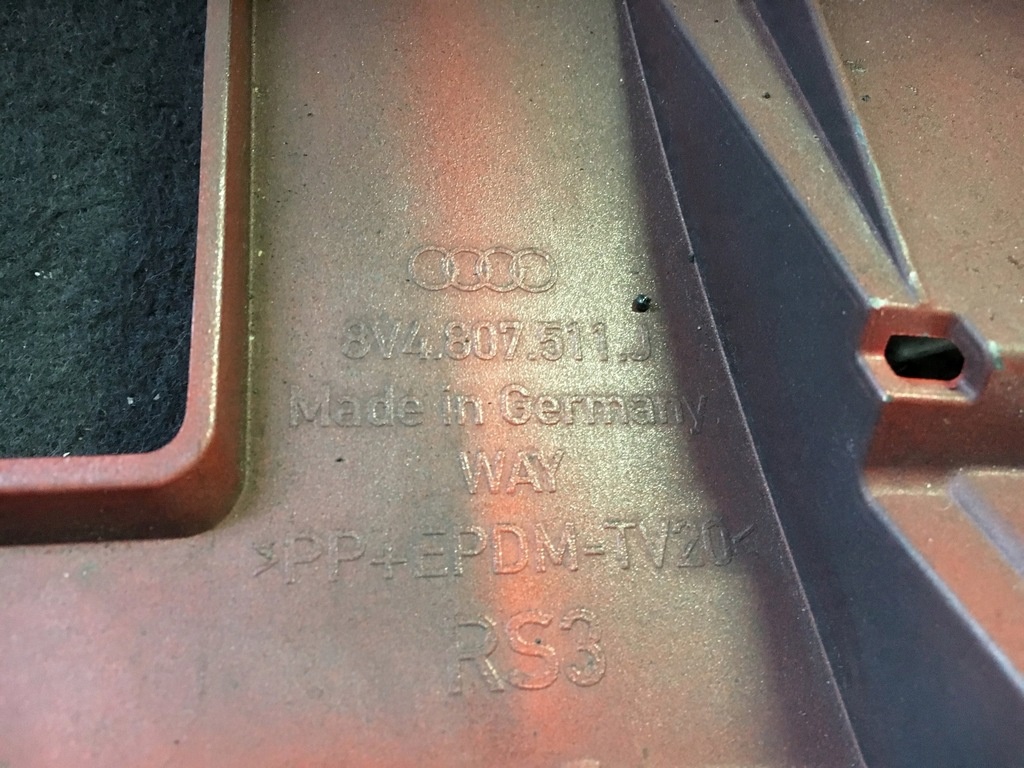 8V4.807.511.J
Made in Germany
WAY
>PP+EPDM-TV20<
RS3